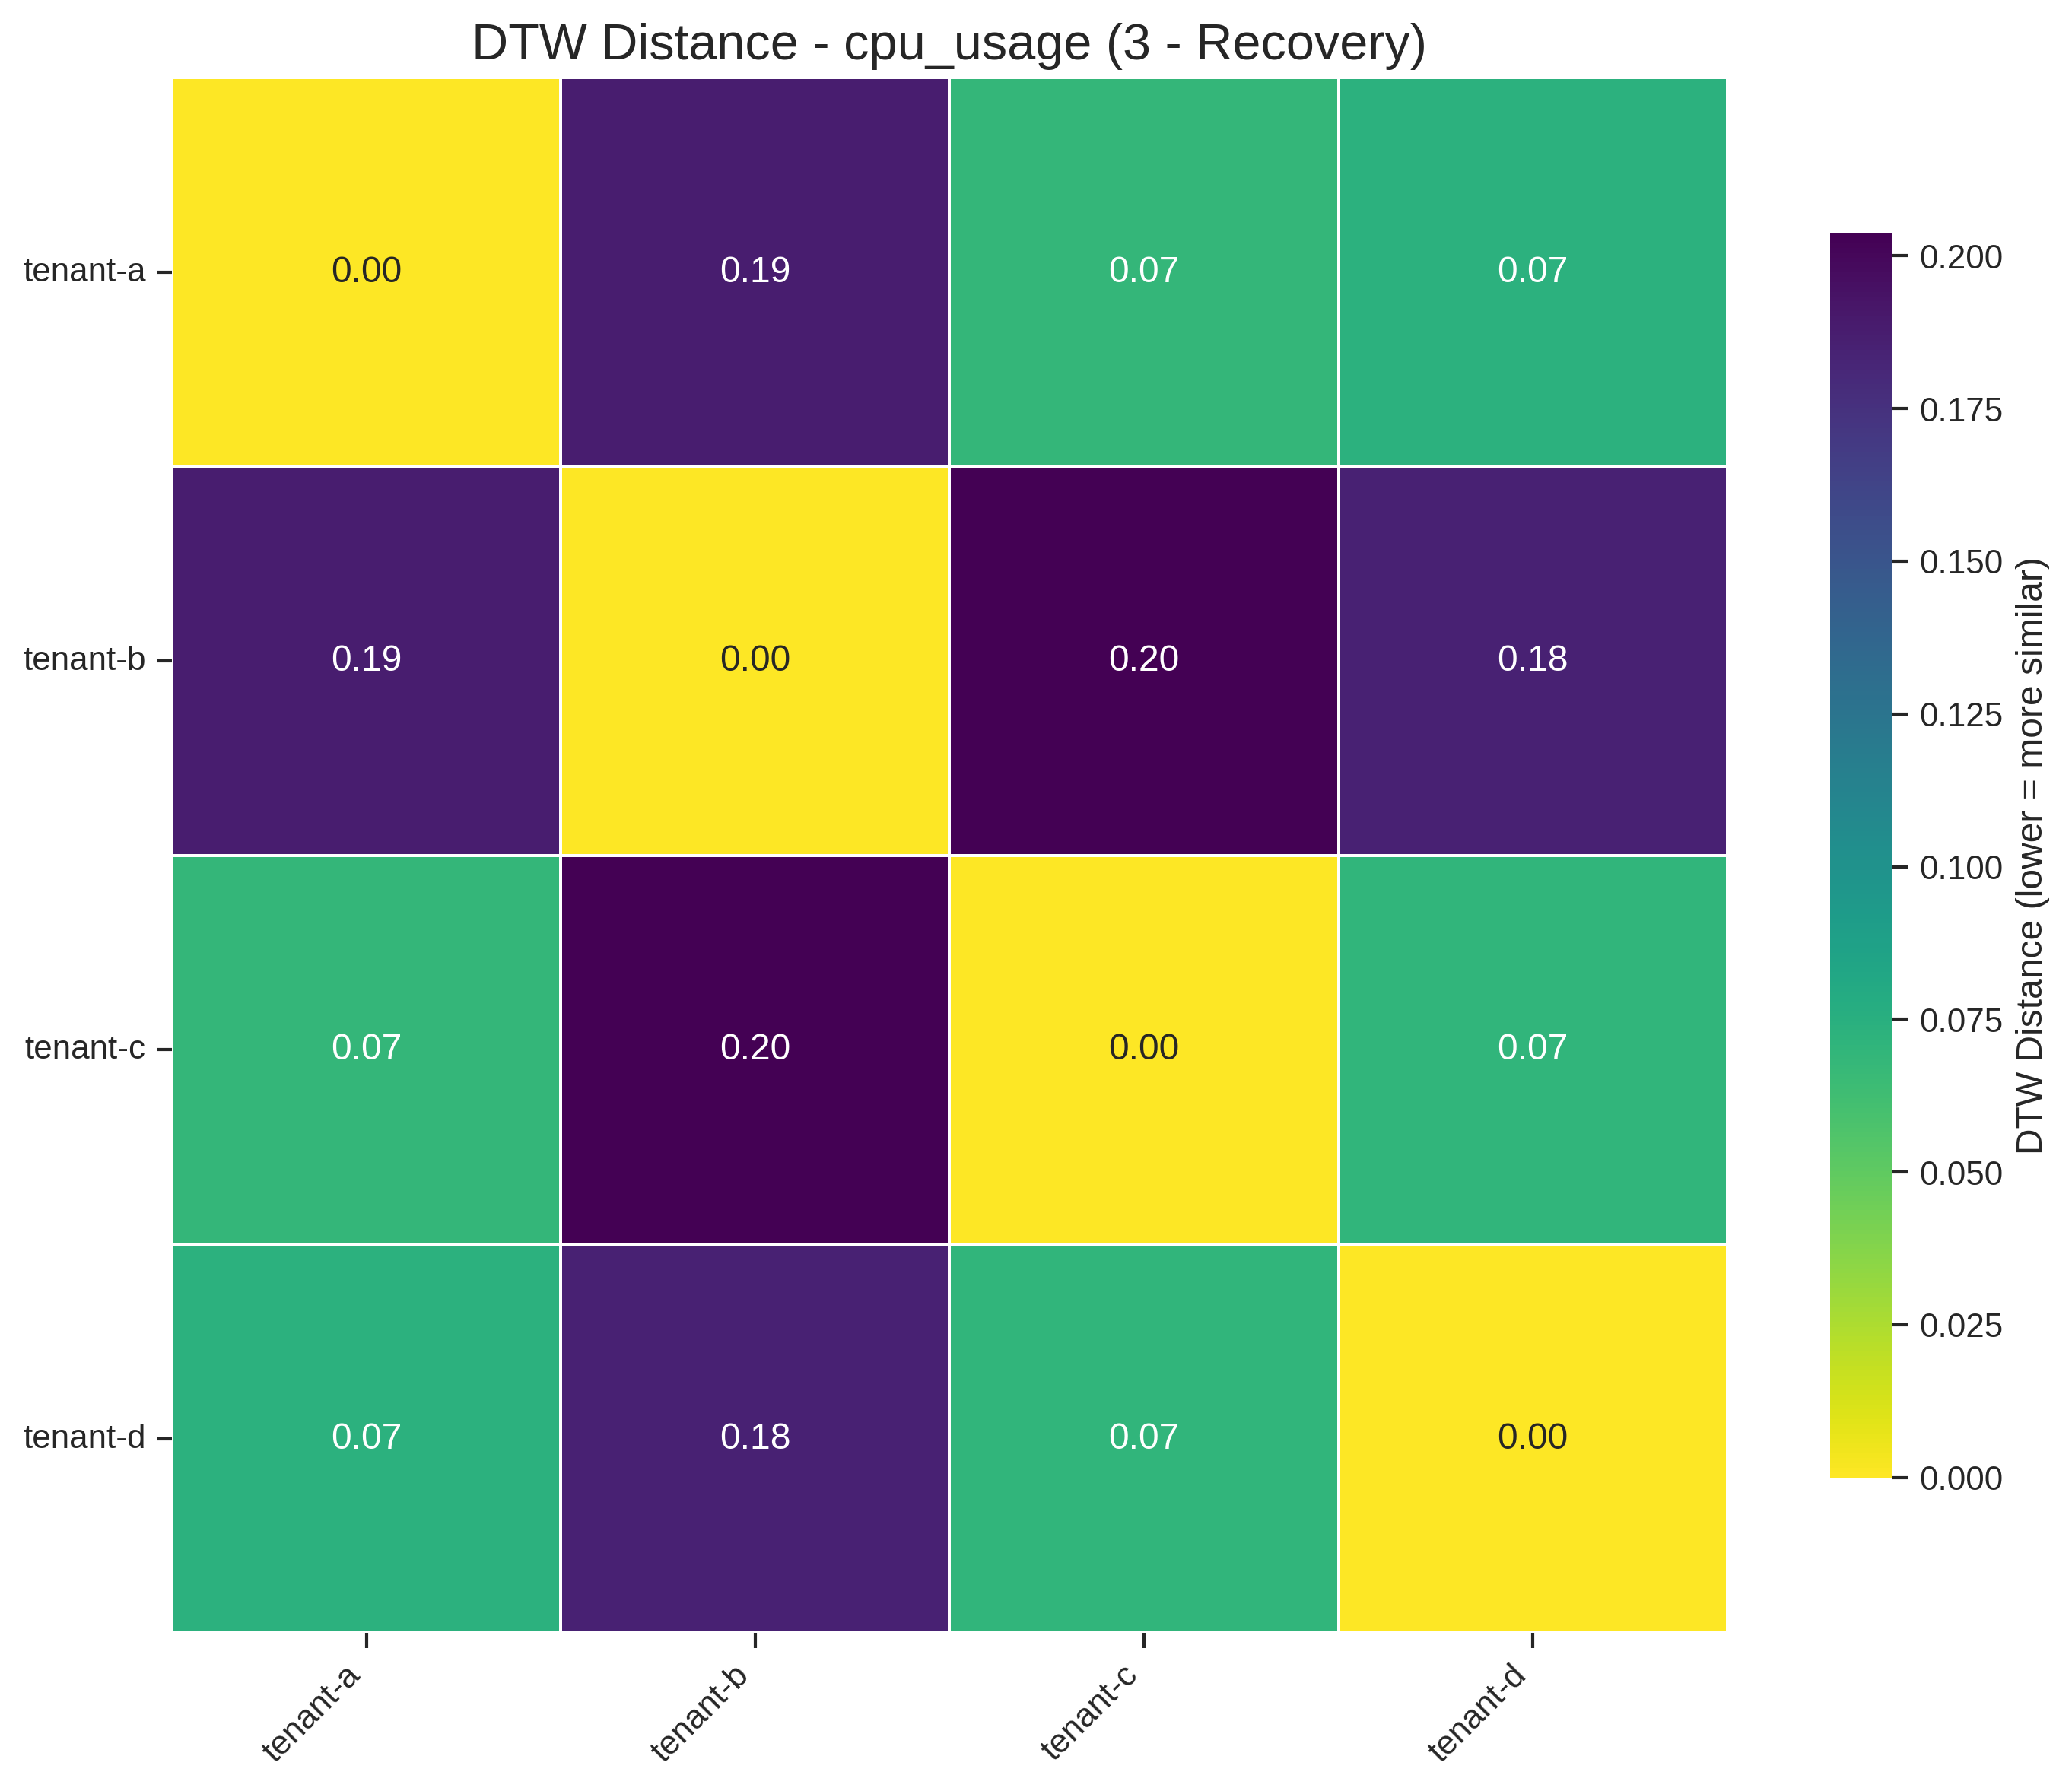 DTW Distance - cpu_usage (3 - Recovery)
tenant-a
0.00
0.19
0.07
0.07
tenant-b
0.19
0.00
0.20
0.18
tenant-c
0.07
0.20
0.00
0.07
tenant-d
0.07
0.18
0.07
0.00
tenant-a
tenant-b
tenant-c
tenant-d
0.200
0.175
0.150
0.125
0.100
0.075
0.050
0.025
0.000
DTW Distance (lower = more similar)